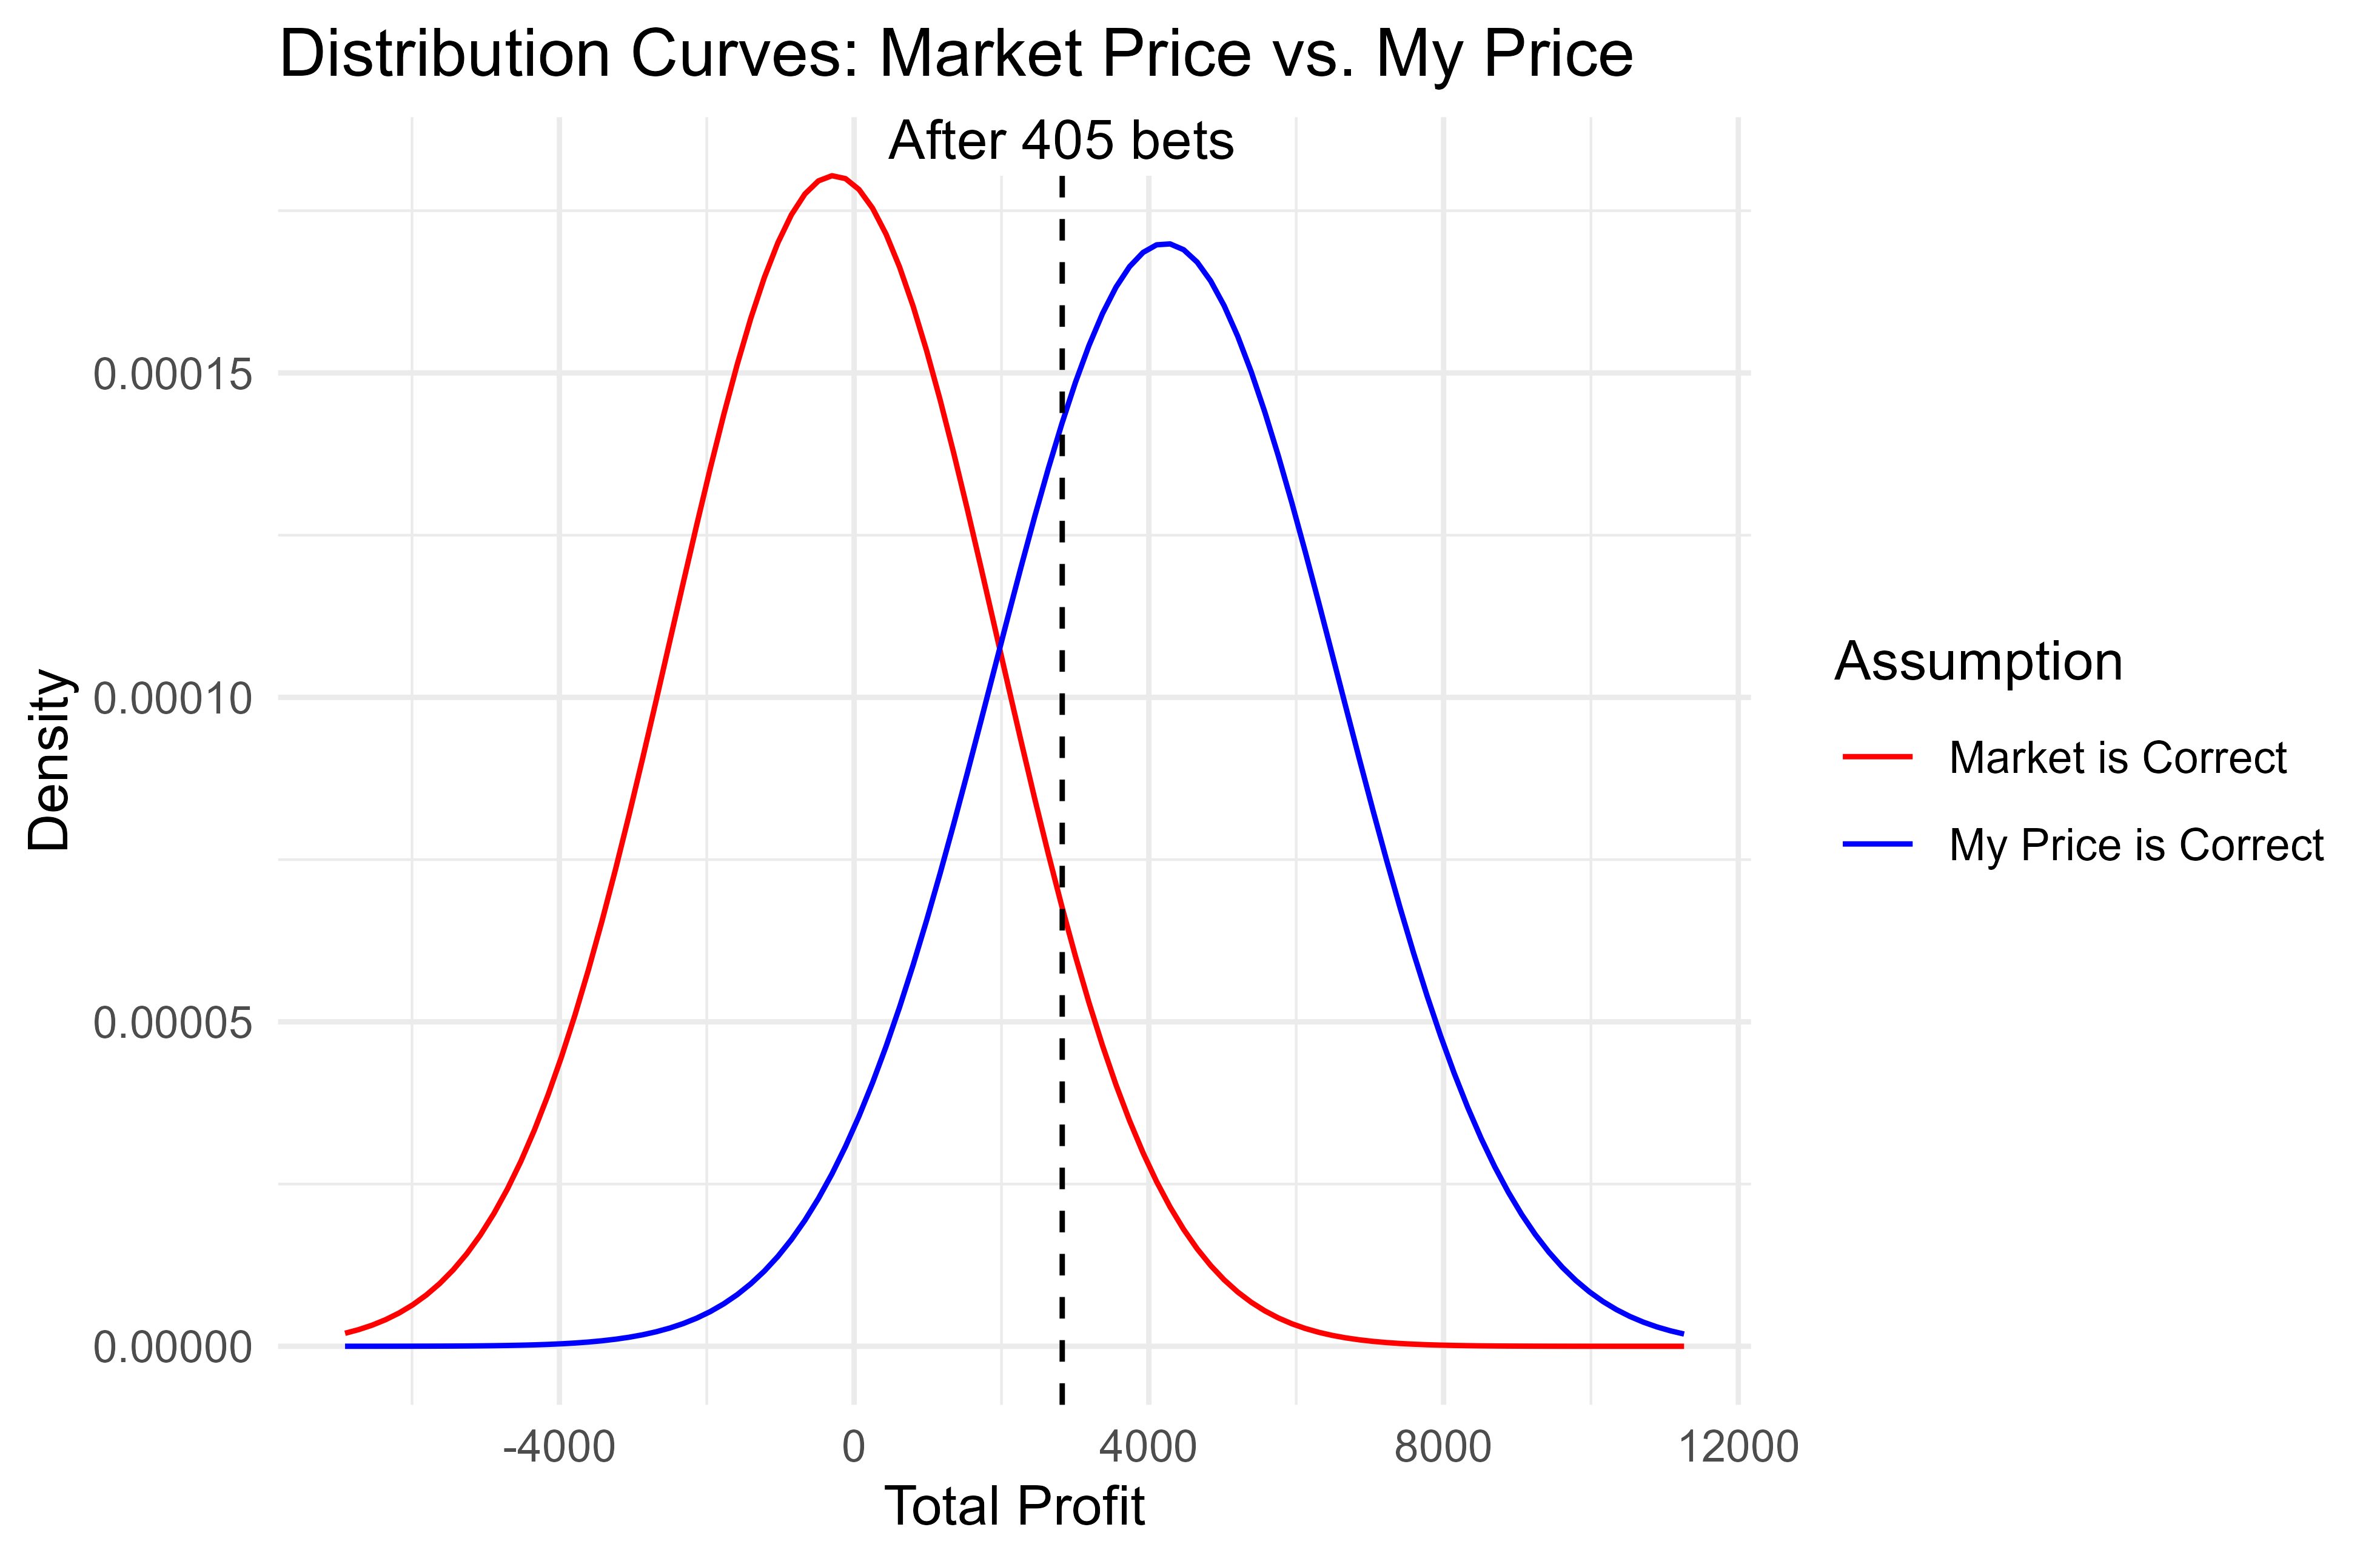 Distribution Curves: Market Price vs. My Price
After 405 bets
0.00015
0.00010
0.00005
0.00000
Density
-4000 0 4000 8000 12000
Total Profit
Assumption
Market is Correct
My Price is Correct